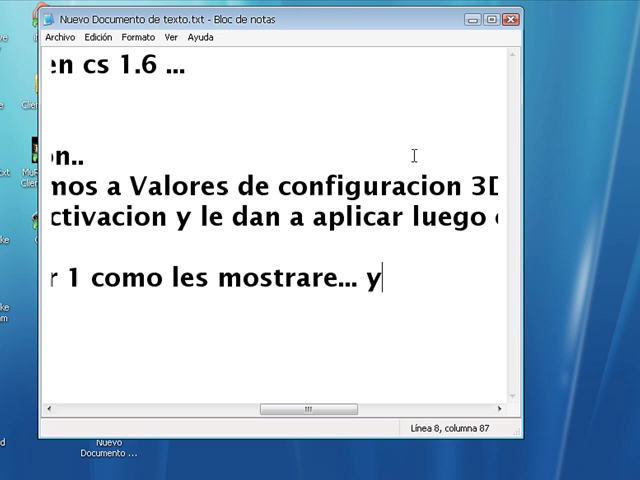 Nuevo Documento de texto.txt - Bloc de notas
Archivo Edición Formato Ver Ayuda
en cs 1.6 ...
on..
mos a Valores de configuracion 3D
ctivacion y le dan a aplicar luego
r 1 como les mostrare... y
Línea 8, columna 87
Nuevo
Documento ...